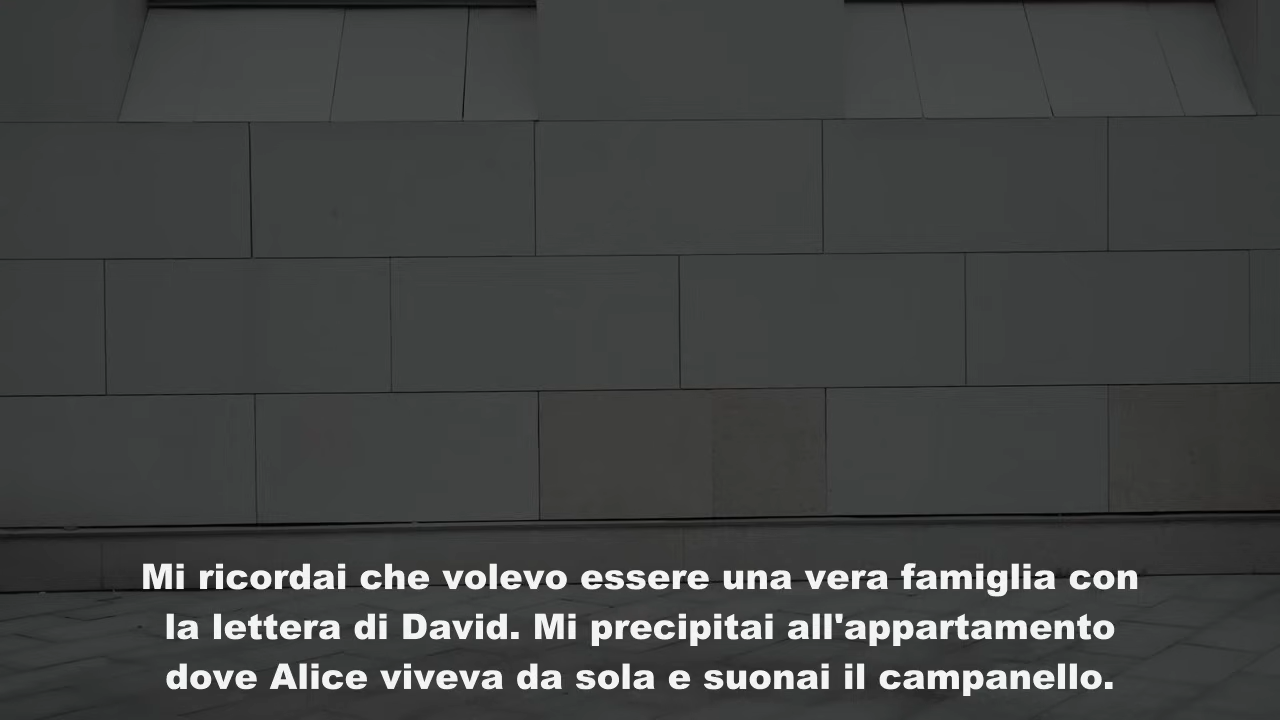 Mi ricordai che volevo essere una vera famiglia con
la lettera di David. Mi precipitai all'appartamento
dove Alice viveva da sola e suonai il campanello.